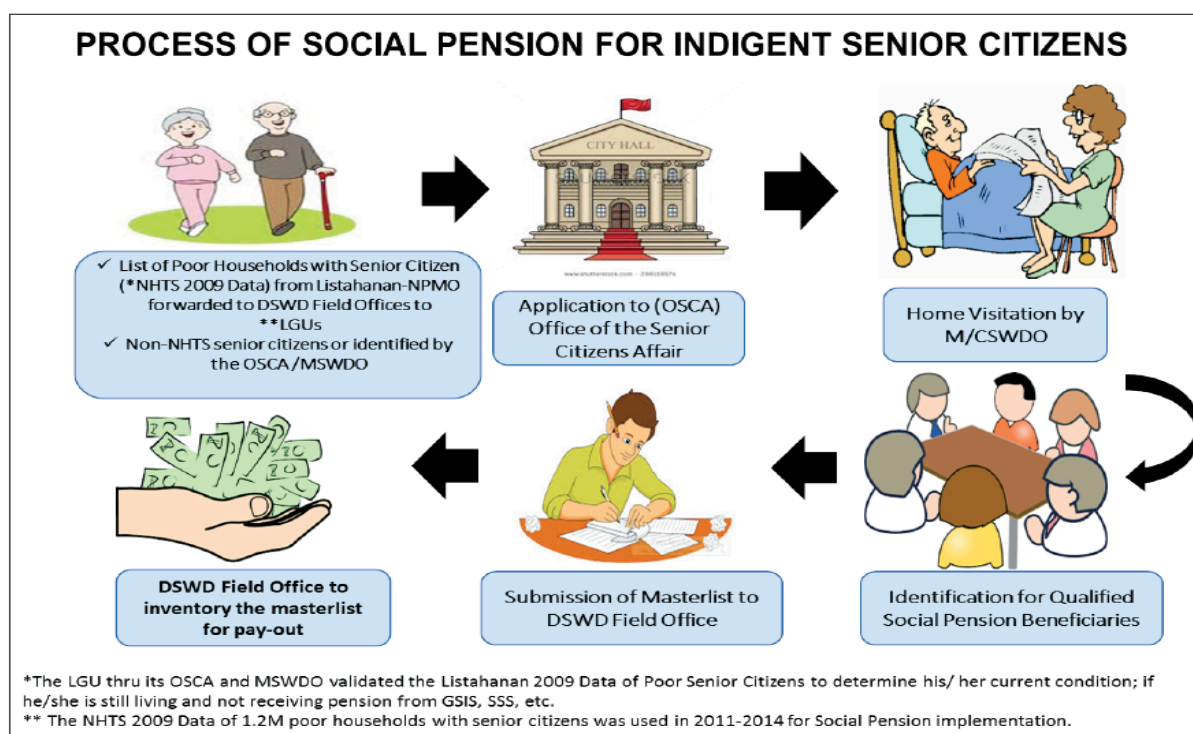 PROCESS OF SOCIAL PENSION FOR INDIGENT SENIOR CITIZENS
✓ List of Poor Households with Senior Citizen
(*NHTS 2009 Data) from Listahanan-NPMO
forwarded to DSWD Field Offices to
**LGUs
✓ Non-NHTS senior citizens or identified by
the OSCA/MSWDO
CITY HALL
www.shutterstock.com
Application to (OSCA)
Office of the Senior
Citizens Affair
Home Visitation by
M/CSWDO
DSWD Field Office to
inventory the masterlist
for pay-out
Submission of Masterlist to
DSWD Field Office
Identification for Qualified
Social Pension Beneficiaries
*The LGU thru its OSCA and MSWDO validated the Listahanan 2009 Data of Poor Senior Citizens to determine his/ her current condition; if
he/she is still living and not receiving pension from GSIS, SSS, etc.
** The NHTS 2009 Data of 1.2M poor households with senior citizens was used in 2011-2014 for Social Pension implementation.